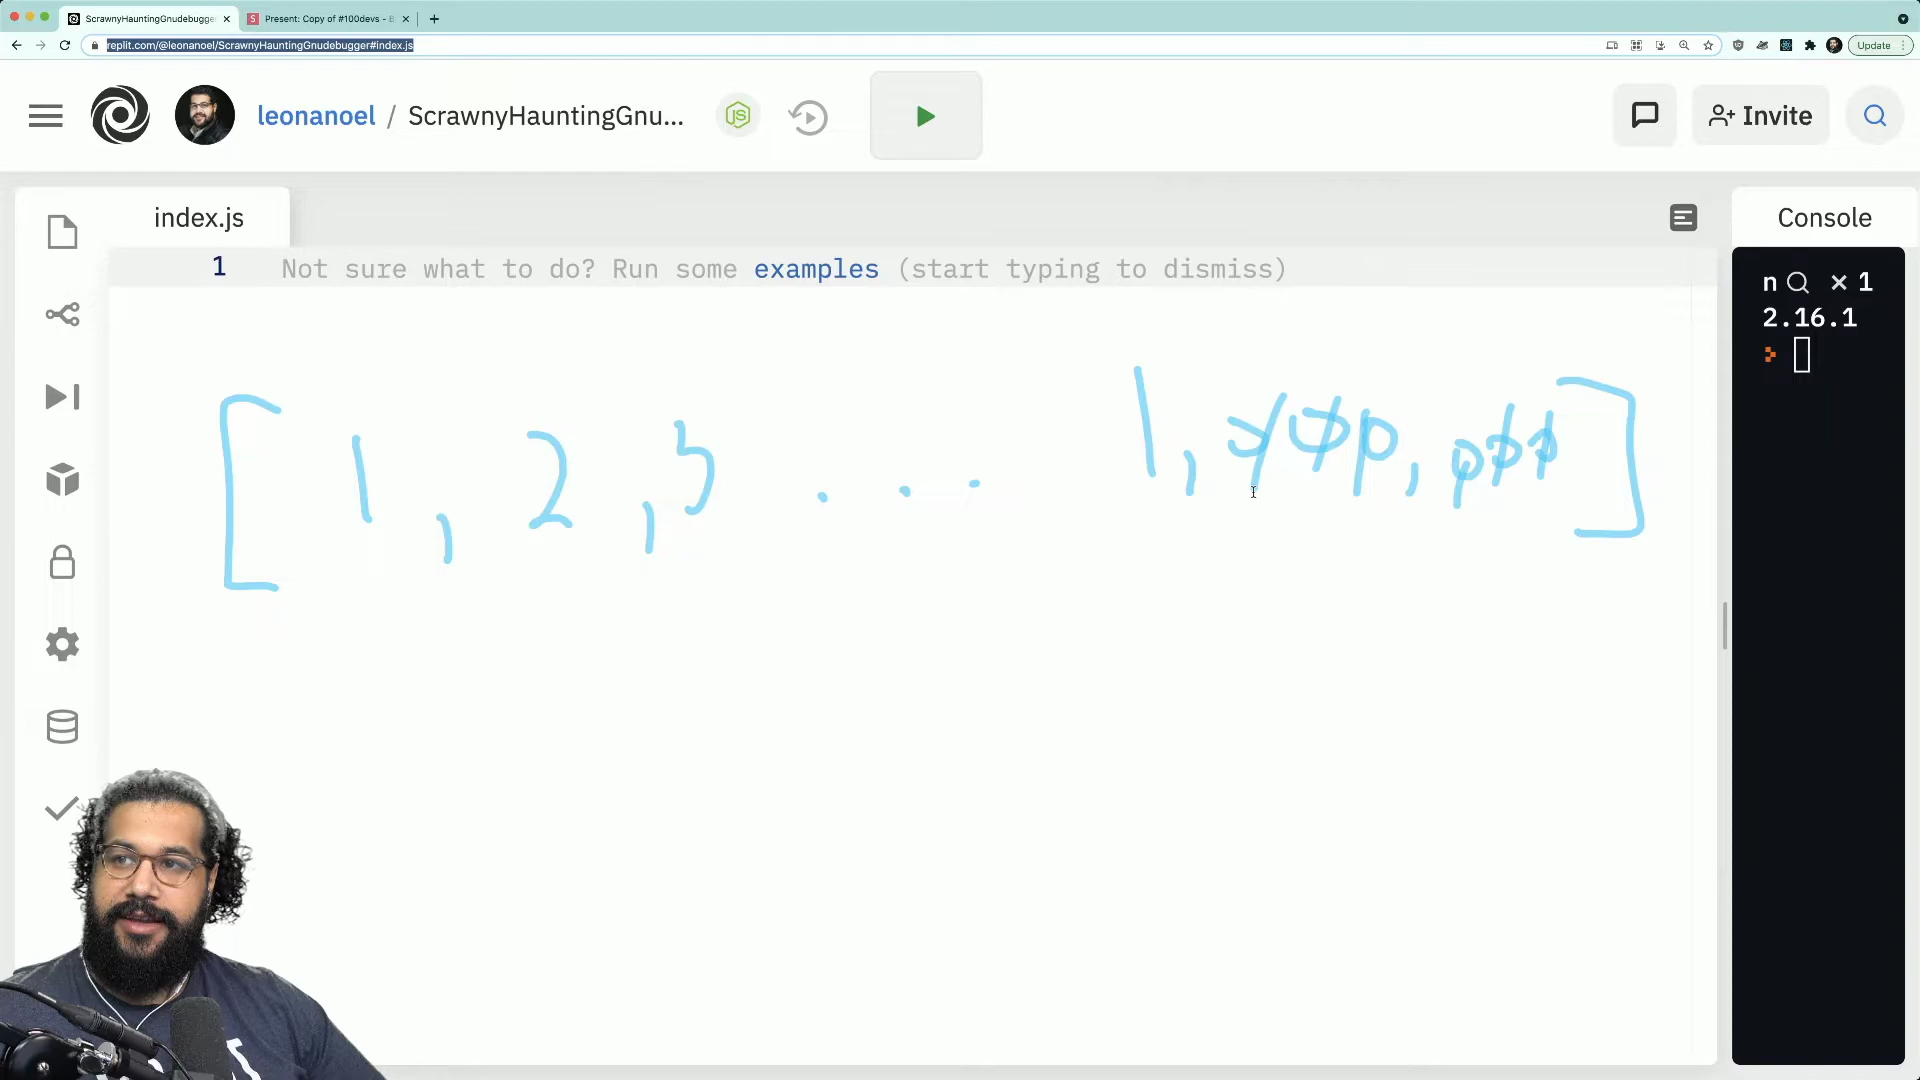 ScrawnyHauntingGnudebugger
Present: Copy of #100devs - B
replit.com/@leonanoel/ScrawnyHauntingGnudebugger#index.js
Update
leonanoel / ScrawnyHauntingGnu...
JS
Invite
index.js
Console
1 Not sure what to do? Run some examples (start typing to dismiss)
n × 1
2.16.1
[ 1 , 2 , 3 . . . 1,000,000 ]